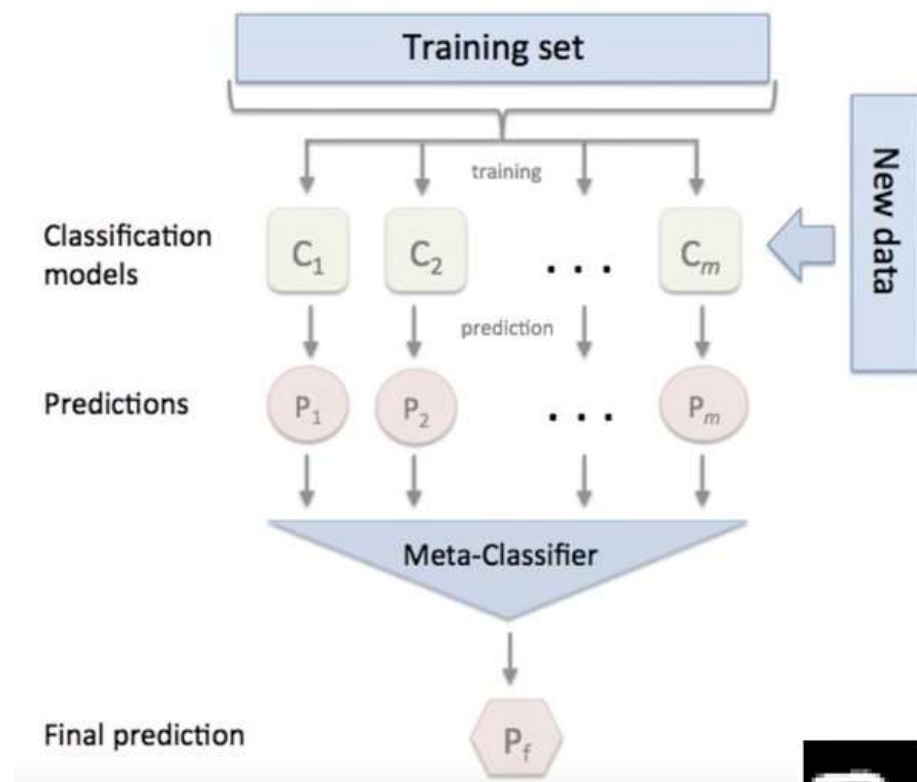 Training set
training
New data
Classification
models
C1
C2
. . .
Cm
prediction
Predictions
P1
P2
. . .
Pm
Meta-Classifier
Final prediction
Pf